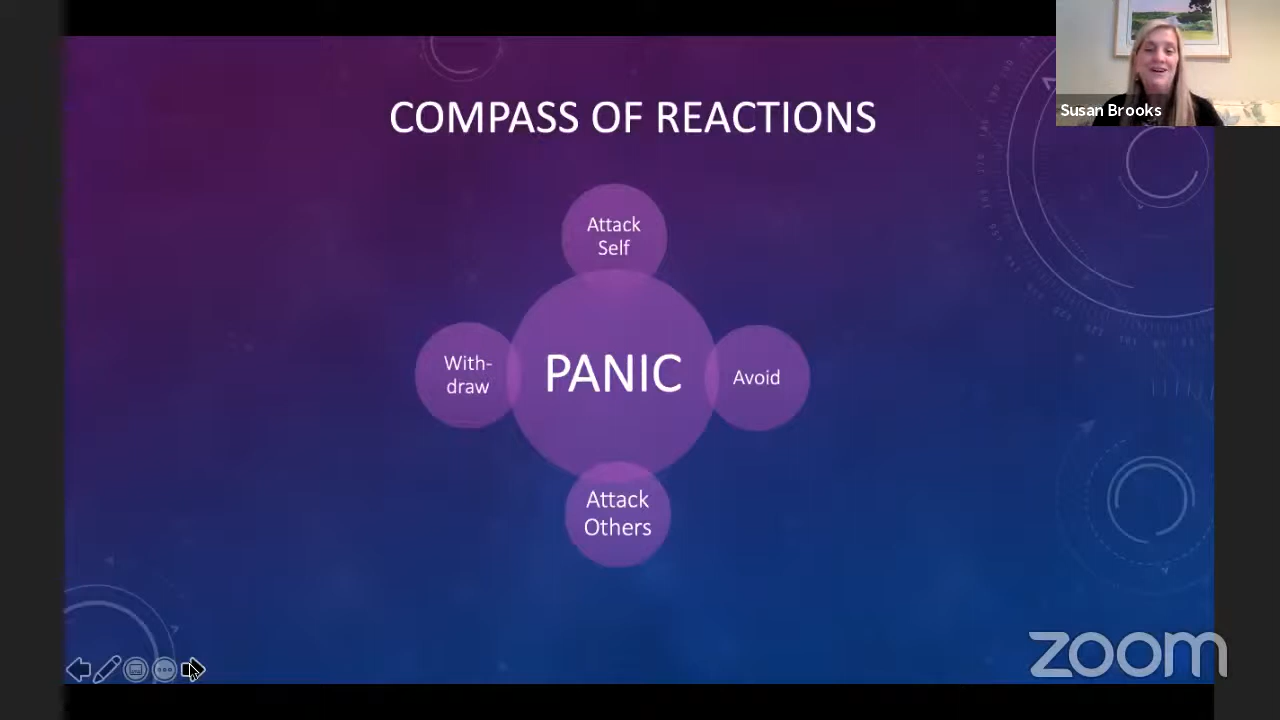 Susan Brooks
COMPASS OF REACTIONS
Attack
Self
With-
draw
PANIC
Avoid
Attack
Others
zoom